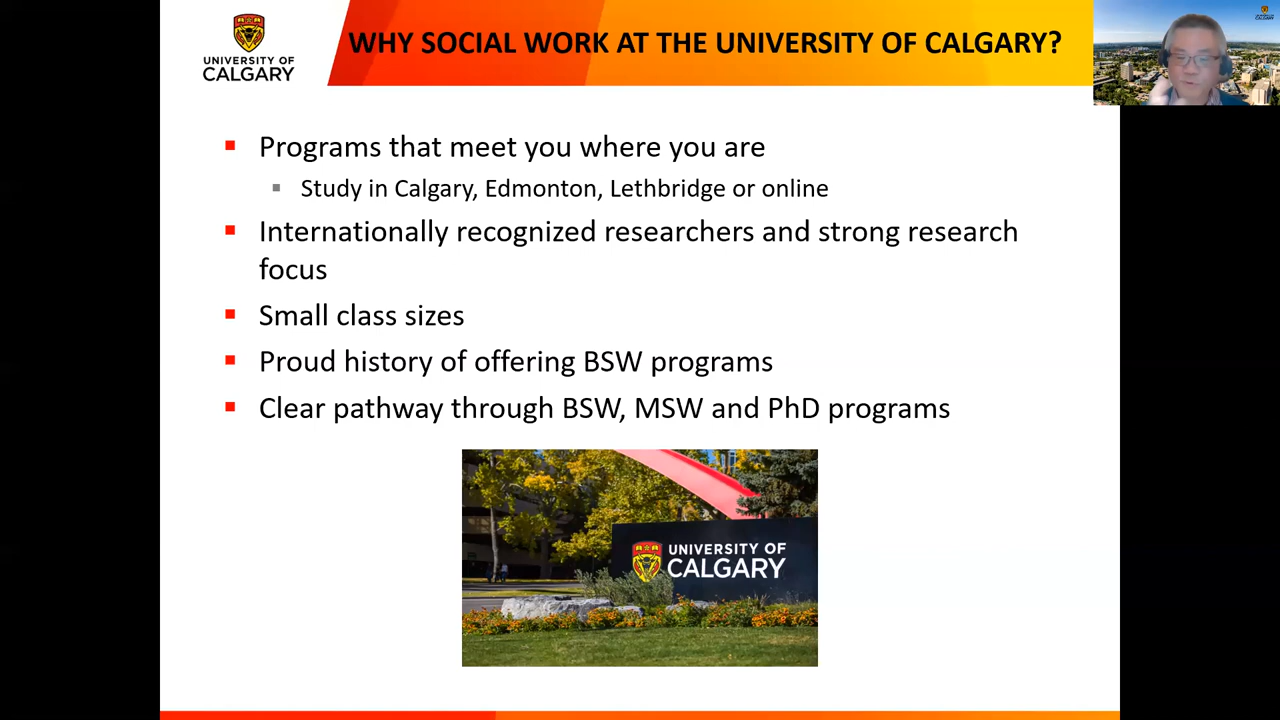 UNIVERSITY OF
CALGARY
WHY SOCIAL WORK AT THE UNIVERSITY OF CALGARY?
Programs that meet you where you are
Study in Calgary, Edmonton, Lethbridge or online
Internationally recognized researchers and strong research
focus
Small class sizes
Proud history of offering BSW programs
Clear pathway through BSW, MSW and PhD programs
UNIVERSITY OF
CALGARY